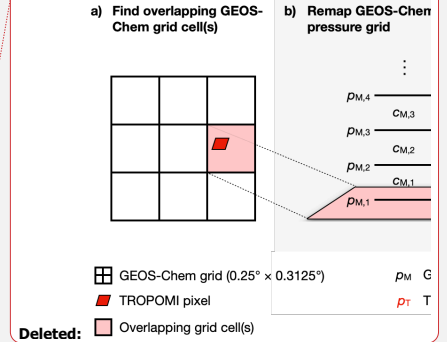 a) Find overlapping GEOS-
Chem grid cell(s)
b) Remap GEOS-Chem
pressure grid
⋮
pM,4
cM,3
pM,3
cM,2
pM,2
cM,1
pM,1
GEOS-Chem grid (0.25° × 0.3125°)
TROPOMI pixel
Overlapping grid cell(s)
pM G
pT T
Deleted: